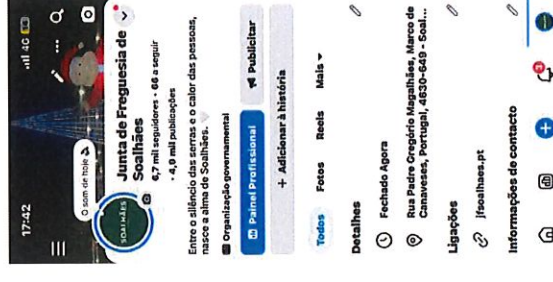 17:42
4G
O som de hoje
SOALHÃES
Junta de Freguesia de
Soalhães
6,7 mil seguidores · 66 a seguir
· 4,0 mil publicações
Entre o silêncio das serras e o calor das pessoas,
nasce a alma de Soalhães.
Organização governamental
Painel Profissional
Publicitar
+ Adicionar à história
Todos
Fotos
Reels
Mais
Detalhes
Fechado Agora
Rua Padre Gregório Magalhães, Marco de
Canaveses, Portugal, 4630-649 - Soal...
Ligações
jfsoalhaes.pt
Informações de contacto
3